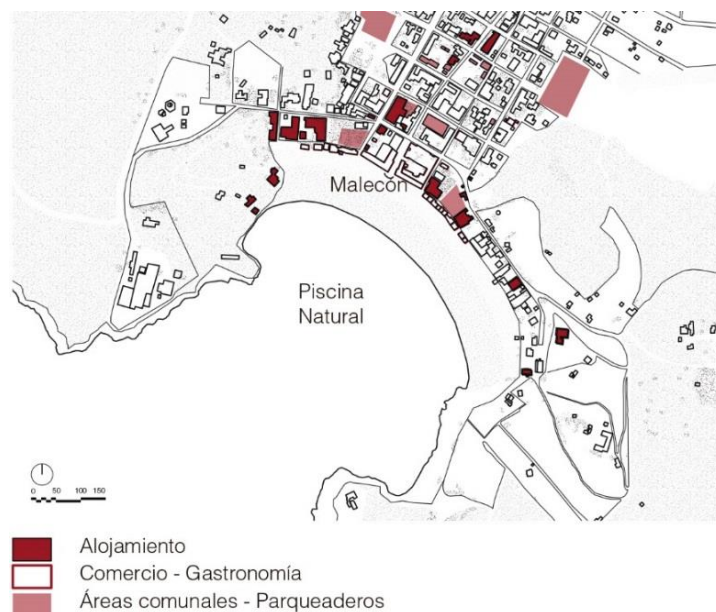 Malecón
Piscina
Natural
0 50 100 150
Alojamiento
Comercio - Gastronomía
Áreas comunales - Parqueaderos